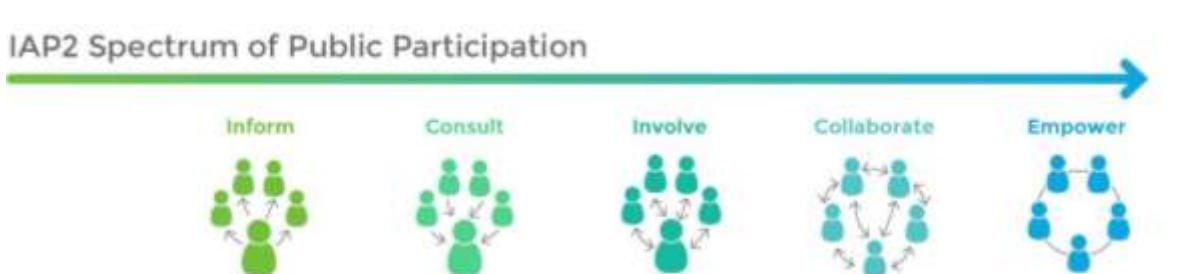 IAP2 Spectrum of Public Participation
Inform Consult Involve Collaborate Empower